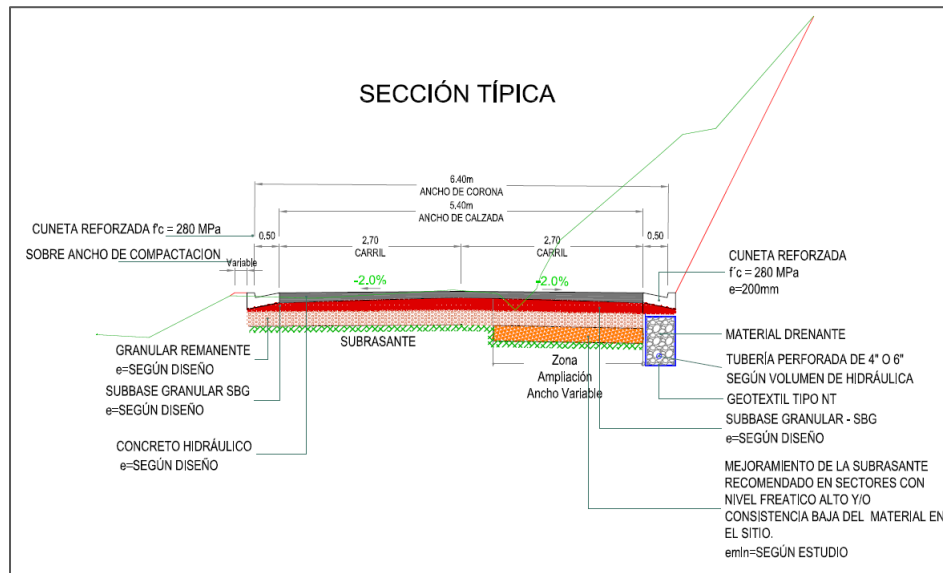 SECCIÓN TÍPICA
6.40m
ANCHO DE CORONA
5,40m
ANCHO DE CALZADA
CUNETA REFORZADA f'c = 280 MPa
0,50
2,70
CARRIL
2,70
CARRIL
0,50
SOBRE ANCHO DE COMPACTACION
Variable
-2.0%
-2.0%
CUNETA REFORZADA
f´c = 280 MPa
e=200mm
GRANULAR REMANENTE
e=SEGÚN DISEÑO
SUBRASANTE
MATERIAL DRENANTE
Zona
Ampliación
Ancho Variable
TUBERÍA PERFORADA DE 4" O 6"
SEGÚN VOLUMEN DE HIDRÁULICA
SUBBASE GRANULAR SBG
e=SEGÚN DISEÑO
GEOTEXTIL TIPO NT
SUBBASE GRANULAR - SBG
e=SEGÚN DISEÑO
CONCRETO HIDRÁULICO
e=SEGÚN DISEÑO
MEJORAMIENTO DE LA SUBRASANTE
RECOMENDADO EN SECTORES CON
NIVEL FREATICO ALTO Y/O
CONSISTENCIA BAJA DEL MATERIAL EN
EL SITIO.
emIn=SEGÚN ESTUDIO